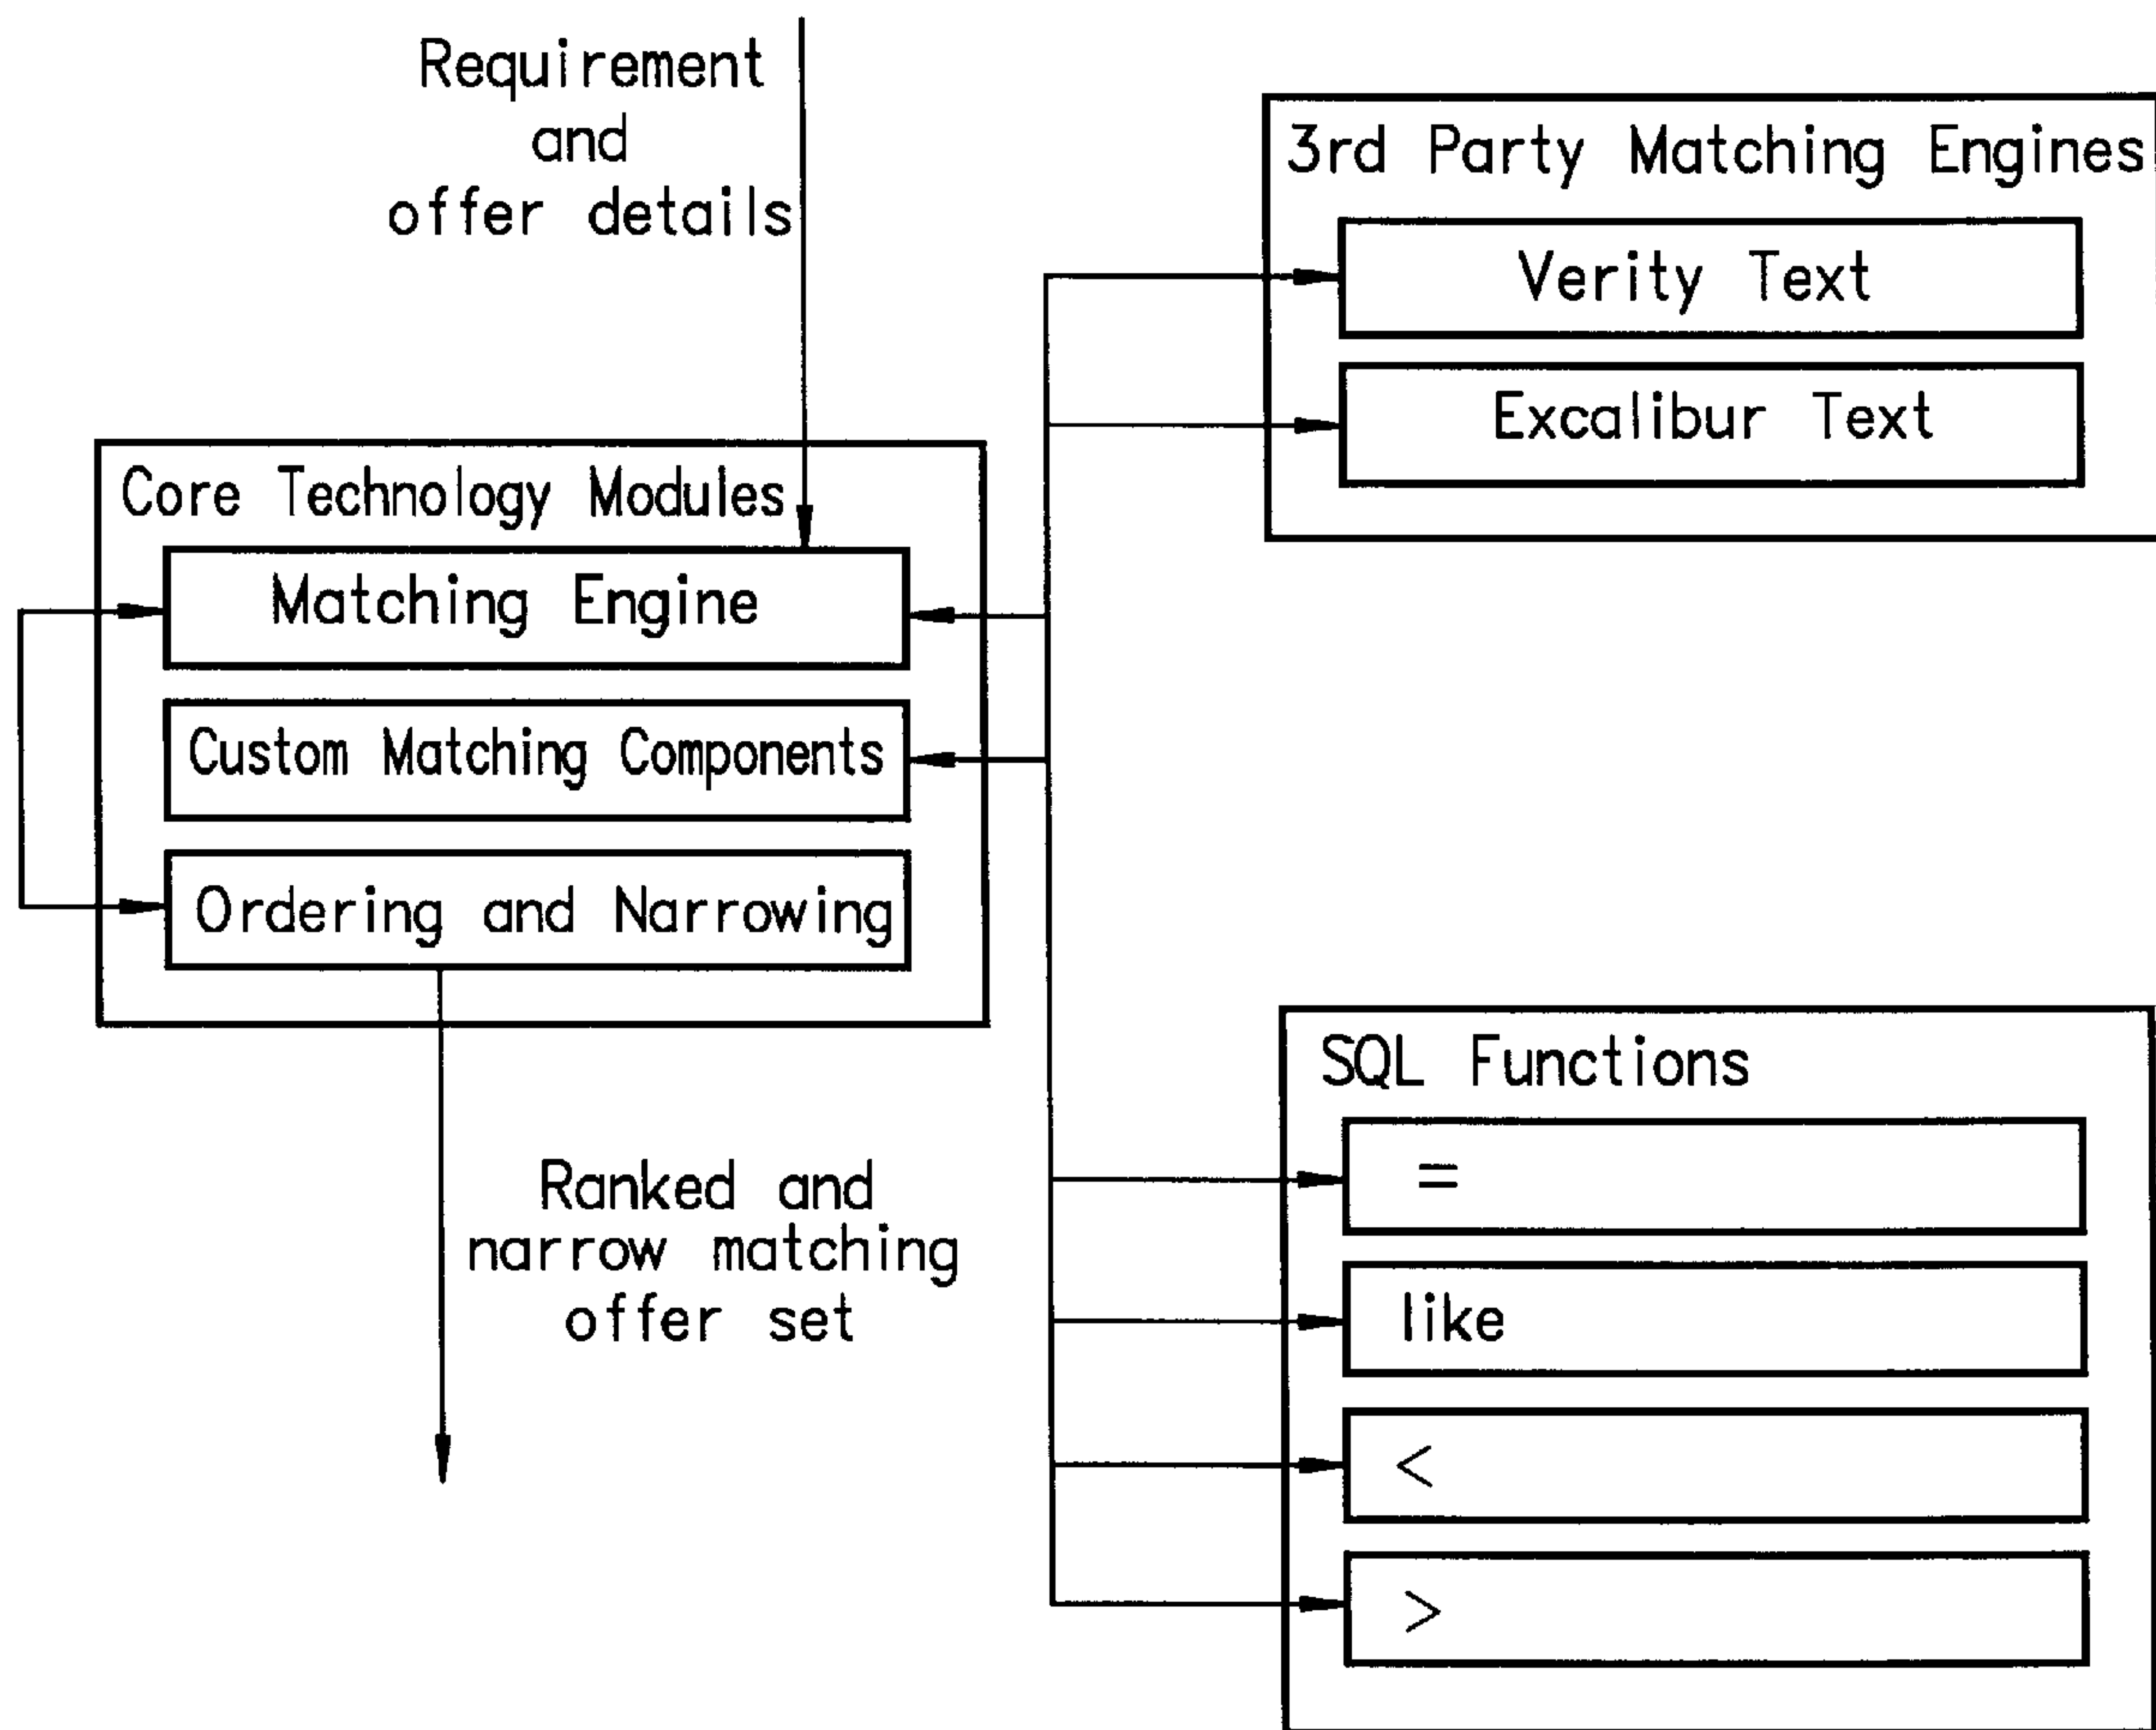 Requirement
and
offer details
3rd Party Matching Engines
Verity Text
Excalibur Text
Core Technology Modules
Matching Engine
Custom Matching Components
Ordering and Narrowing
Ranked and
narrow matching
offer set
SQL Functions
=
like
<
>